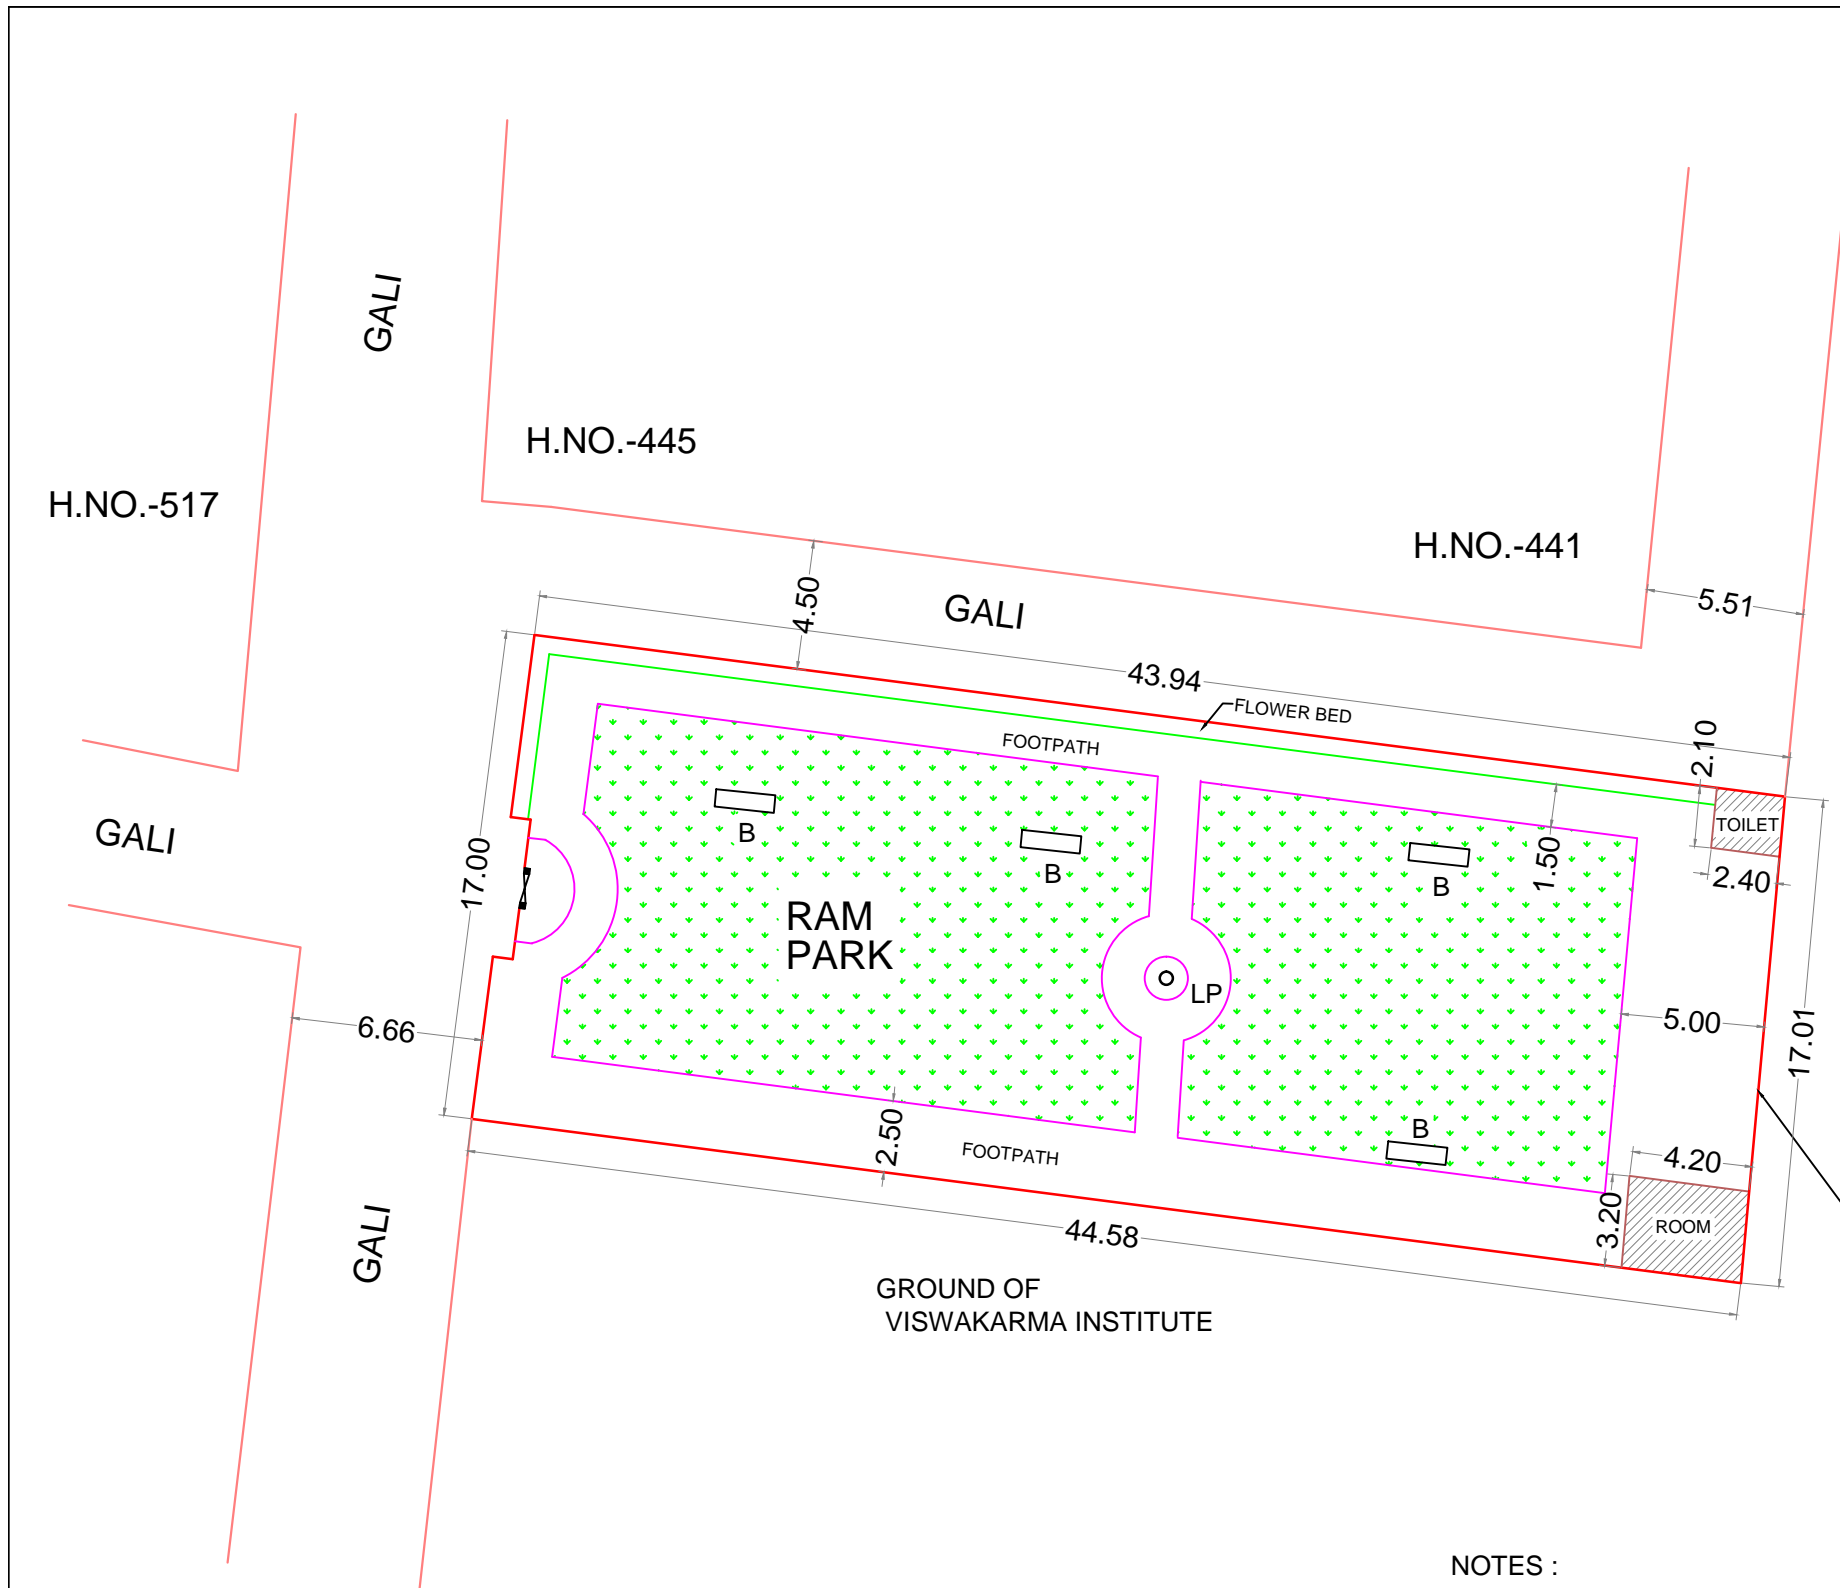 GALI
H.NO.-445
H.NO.-517
H.NO.-441
4.50
GALI
5.51
43.94
FLOWER BED
FOOTPATH
2.10
TOILET
GALI
17.00
B
B
B
1.50
2.40
RAM
PARK
LP
6.66
5.00
17.01
2.50
B
FOOTPATH
4.20
3.20
ROOM
GALI
44.58
GROUND OF
VISWAKARMA INSTITUTE
NOTES :